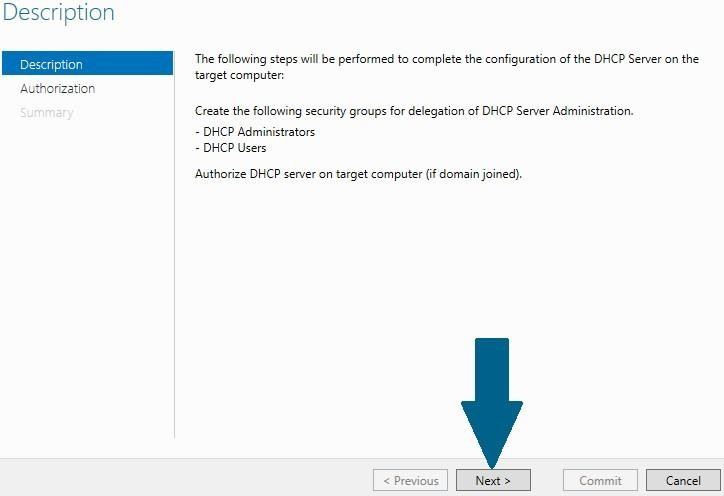 Description
Description
Authorization
Summary
The following steps will be performed to complete the configuration of the DHCP Server on the
target computer:
Create the following security groups for delegation of DHCP Server Administration.
- DHCP Administrators
- DHCP Users
Authorize DHCP server on target computer (if domain joined).
< Previous
Next >
Commit
Cancel